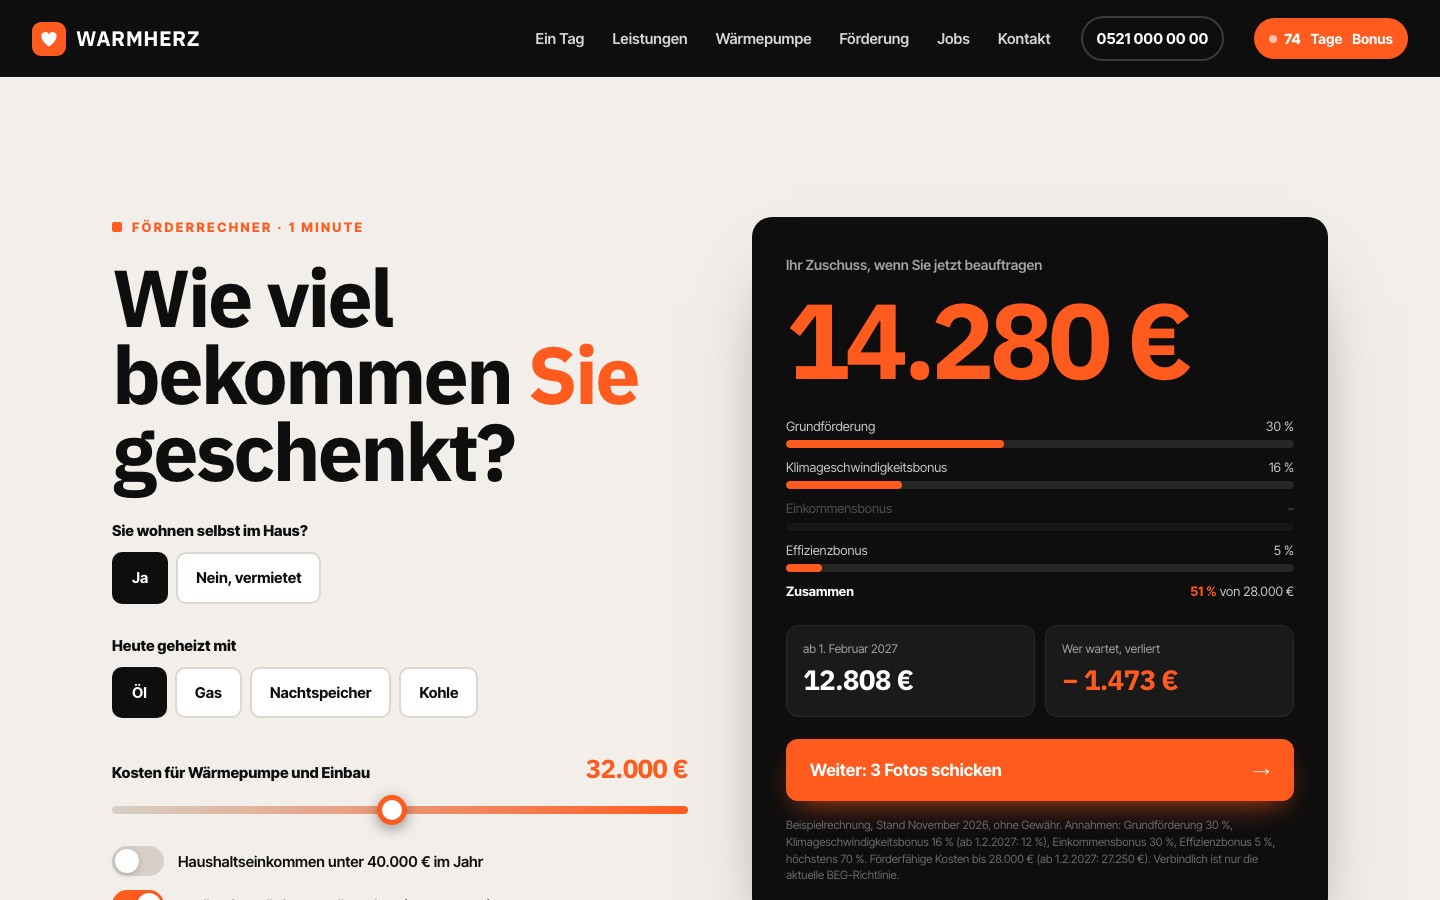 WARMHERZ
Ein Tag
Leistungen
Wärmepumpe
Förderung
Jobs
Kontakt
0521 000 00 00
74 Tage Bonus
FÖRDERRECHNER · 1 MINUTE
Wie viel
bekommen Sie
geschenkt?
Sie wohnen selbst im Haus?
Ja
Nein, vermietet
Heute geheizt mit
Öl
Gas
Nachtspeicher
Kohle
Kosten für Wärmepumpe und Einbau
32.000 €
Haushaltseinkommen unter 40.000 € im Jahr
Ihr Zuschuss, wenn Sie jetzt beauftragen
14.280 €
Grundförderung 30 %
Klimageschwindigkeitsbonus 16 %
Einkommensbonus –
Effizienzbonus 5 %
Zusammen 51 % von 28.000 €
ab 1. Februar 2027
12.808 €
Wer wartet, verliert
– 1.473 €
Weiter: 3 Fotos schicken →
Beispielrechnung, Stand November 2026, ohne Gewähr. Annahmen: Grundförderung 30 %,
Klimageschwindigkeitsbonus 16 % (ab 1.2.2027: 12 %), Einkommensbonus 30 %, Effizienzbonus 5 %,
höchstens 70 %. Förderfähige Kosten bis 28.000 € (ab 1.2.2027: 27.250 €). Verbindlich ist nur die
aktuelle BEG-Richtlinie.